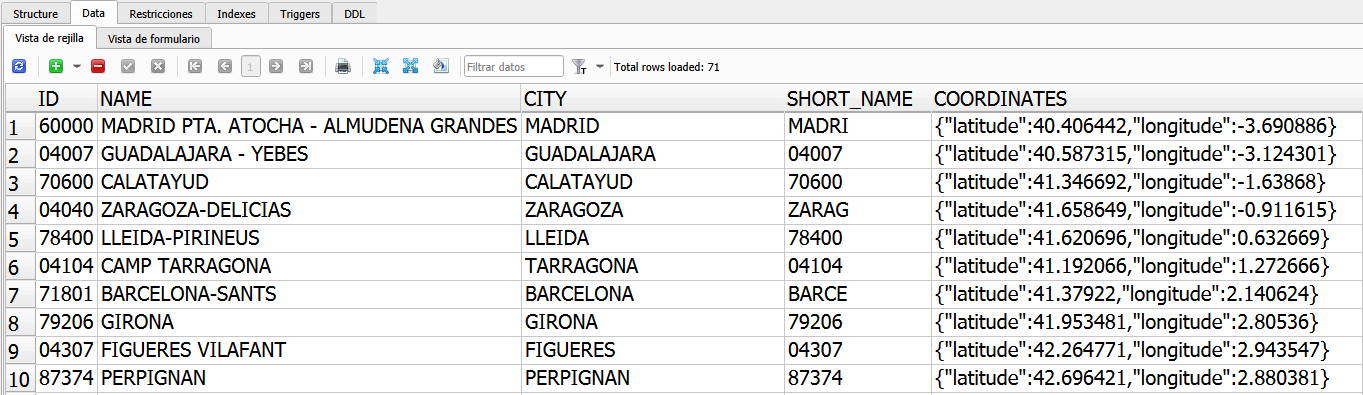 Structure Data Restricciones Indexes Triggers DDL
Vista de rejilla Vista de formulario
1 Filtrar datos T Total rows loaded: 71
ID NAME CITY SHORT_NAME COORDINATES
1 60000 MADRID PTA. ATOCHA - ALMUDENA GRANDES MADRID MADRI {"latitude":40.406442,"longitude":-3.690886}
2 04007 GUADALAJARA - YEBES GUADALAJARA 04007 {"latitude":40.587315,"longitude":-3.124301}
3 70600 CALATAYUD CALATAYUD 70600 {"latitude":41.346692,"longitude":-1.63868}
4 04040 ZARAGOZA-DELICIAS ZARAGOZA ZARAG {"latitude":41.658649,"longitude":-0.911615}
5 78400 LLEIDA-PIRINEUS LLEIDA 78400 {"latitude":41.620696,"longitude":0.632669}
6 04104 CAMP TARRAGONA TARRAGONA 04104 {"latitude":41.192066,"longitude":1.272666}
7 71801 BARCELONA-SANTS BARCELONA BARCE {"latitude":41.37922,"longitude":2.140624}
8 79206 GIRONA GIRONA 79206 {"latitude":41.953481,"longitude":2.80536}
9 04307 FIGUERES VILAFANT FIGUERES 04307 {"latitude":42.264771,"longitude":2.943547}
10 87374 PERPIGNAN PERPIGNAN 87374 {"latitude":42.696421,"longitude":2.880381}